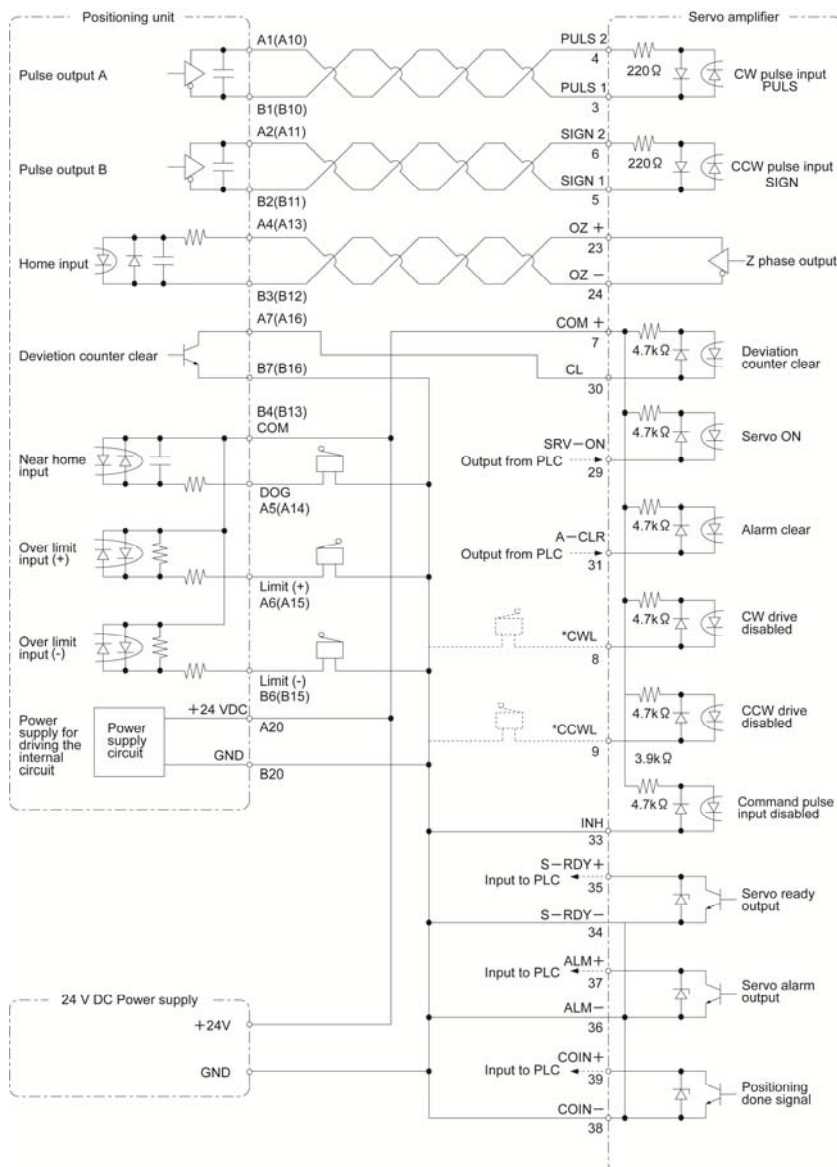 Positioning unit
Servo amplifier
A1(A10)
PULS 2
4
Pulse output A
220Ω
CW pulse input
PULS
PULS 1
3
B1(B10)
A2(A11)
SIGN 2
6
Pulse output B
220Ω
CCW pulse input
SIGN
SIGN 1
5
B2(B11)
A4(A13)
OZ +
23
Home input
Z phase output
OZ −
24
B3(B12)
A7(A16)
COM +
7
Devietion counter clear
4.7kΩ
Deviation
counter clear
B7(B16)
CL
30
B4(B13)
COM
4.7kΩ
Servo ON
SRV−ON
Near home
input
Output from PLC
29
DOG
A5(A14)
4.7kΩ
Alarm clear
A−CLR
Over limit
input (+)
Output from PLC
31
Limit (+)
A6(A15)
4.7kΩ
CW drive
disabled
*CWL
8
Over limit
input (-)
Limit (-)
B6(B15)
+24 VDC
A20
4.7kΩ
CCW drive
disabled
*CCWL
9
Power
supply for
driving the
internal
circuit
Power
supply
circuit
GND
B20
3.9kΩ
4.7kΩ
Command pulse
input disabled
INH
33
S−RDY+
Input to PLC
35
Servo ready
output
S−RDY−
34
ALM+
Input to PLC
37
Servo alarm
output
24 V DC Power supply
ALM−
36
+24V
COIN+
GND
Input to PLC
39
Positioning
done signal
COIN−
38